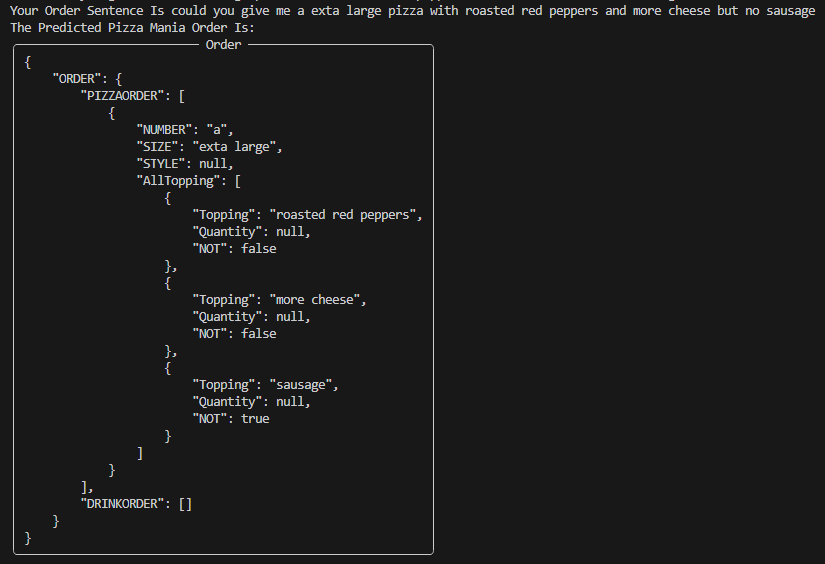 Your Order Sentence Is could you give me a exta large pizza with roasted red peppers and more cheese but no sausage
The Predicted Pizza Mania Order Is:
Order
{
    "ORDER": {
        "PIZZAORDER": [
            {
                "NUMBER": "a",
                "SIZE": "exta large",
                "STYLE": null,
                "AllTopping": [
                    {
                        "Topping": "roasted red peppers",
                        "Quantity": null,
                        "NOT": false
                    },
                    {
                        "Topping": "more cheese",
                        "Quantity": null,
                        "NOT": false
                    },
                    {
                        "Topping": "sausage",
                        "Quantity": null,
                        "NOT": true
                    }
                ]
            }
        ],
        "DRINKORDER": []
    }
}